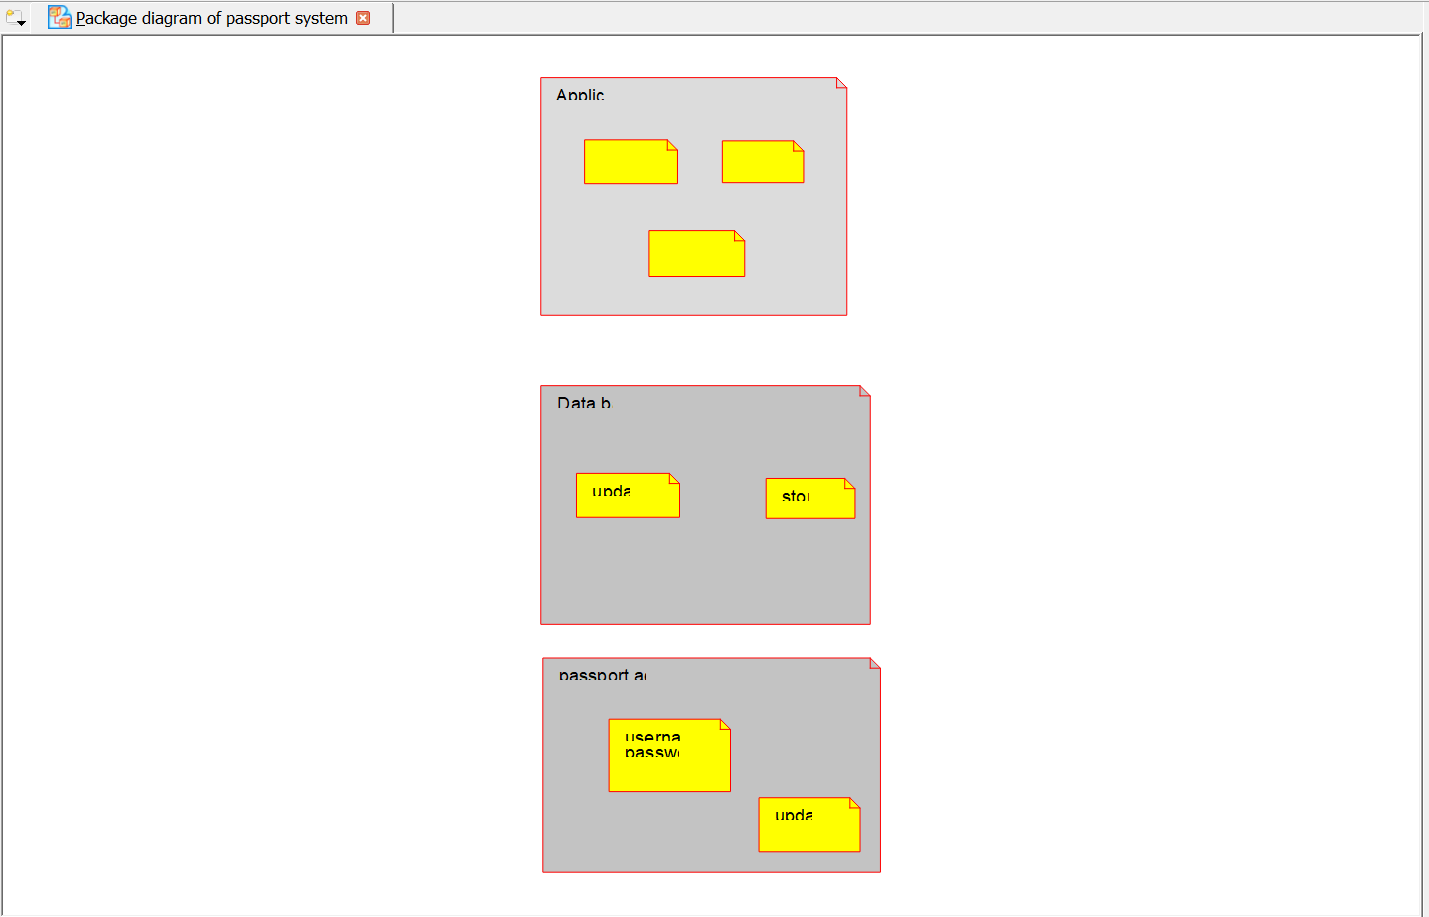 Package diagram of passport system
Applic
Data b
upda
stor
passport a
userna
passw
upda